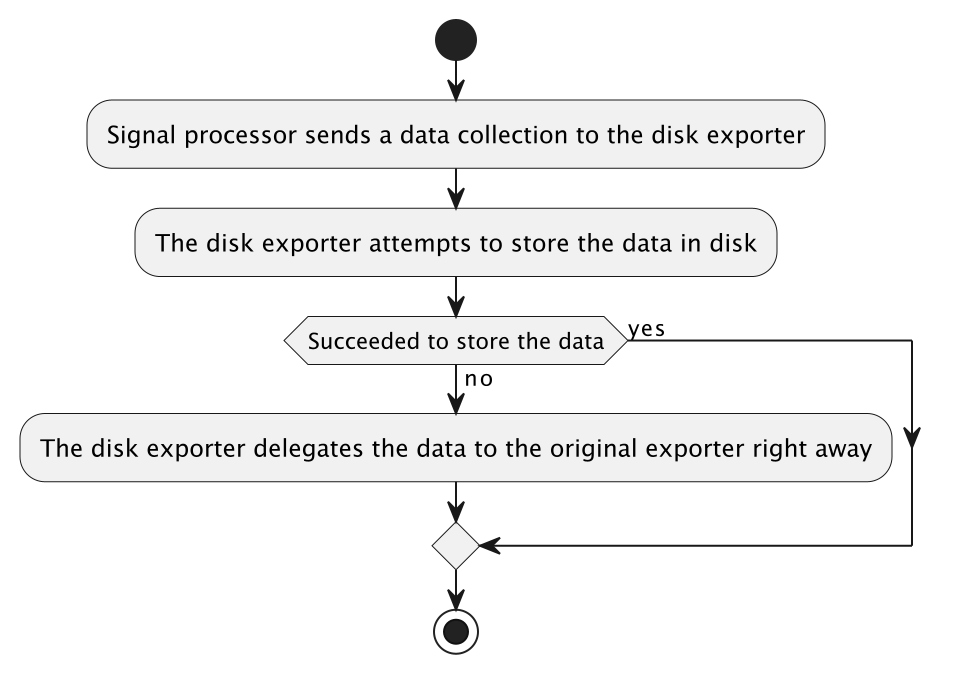 Signal processor sends a data collection to the disk exporter
The disk exporter attempts to store the data in disk
Succeeded to store the data
yes
no
The disk exporter delegates the data to the original exporter right away